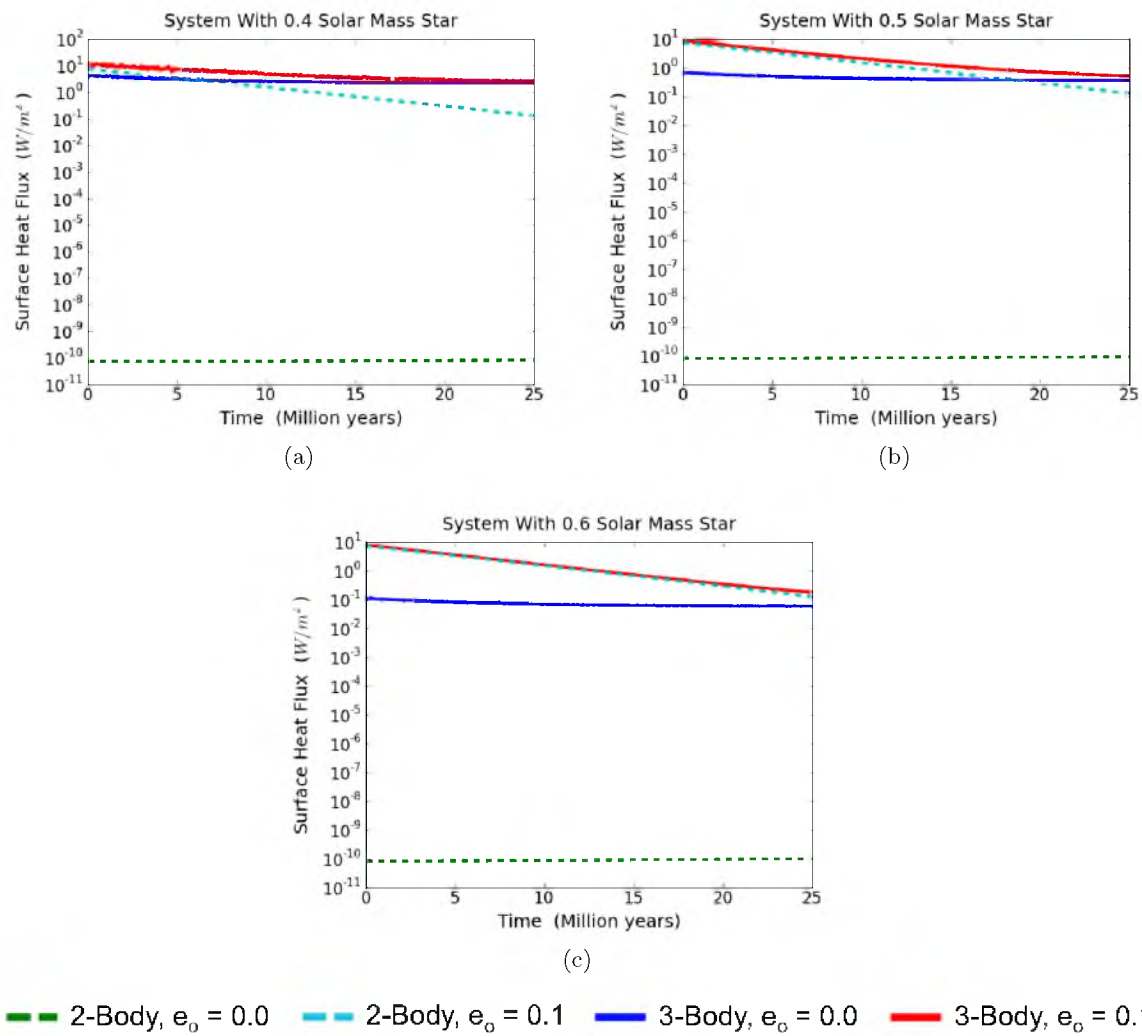 System With 0.4 Solar Mass Star
10^2
10^1
10^0
10^-1
10^-2
10^-3
10^-4
10^-5
10^-6
10^-7
10^-8
10^-9
10^-10
10^-11
Surface Heat Flux (W/m^2)
0 5 10 15 20 25
Time (Million years)
(a)
System With 0.5 Solar Mass Star
10^1
10^0
10^-1
10^-2
10^-3
10^-4
10^-5
10^-6
10^-7
10^-8
10^-9
10^-10
10^-11
Surface Heat Flux (W/m^2)
0 5 10 15 20 25
Time (Million years)
(b)
System With 0.6 Solar Mass Star
10^1
10^0
10^-1
10^-2
10^-3
10^-4
10^-5
10^-6
10^-7
10^-8
10^-9
10^-10
10^-11
Surface Heat Flux (W/m^2)
0 5 10 15 20 25
Time (Million years)
(c)
2-Body, e_o = 0.0 2-Body, e_o = 0.1 3-Body, e_o = 0.0 3-Body, e_o = 0.